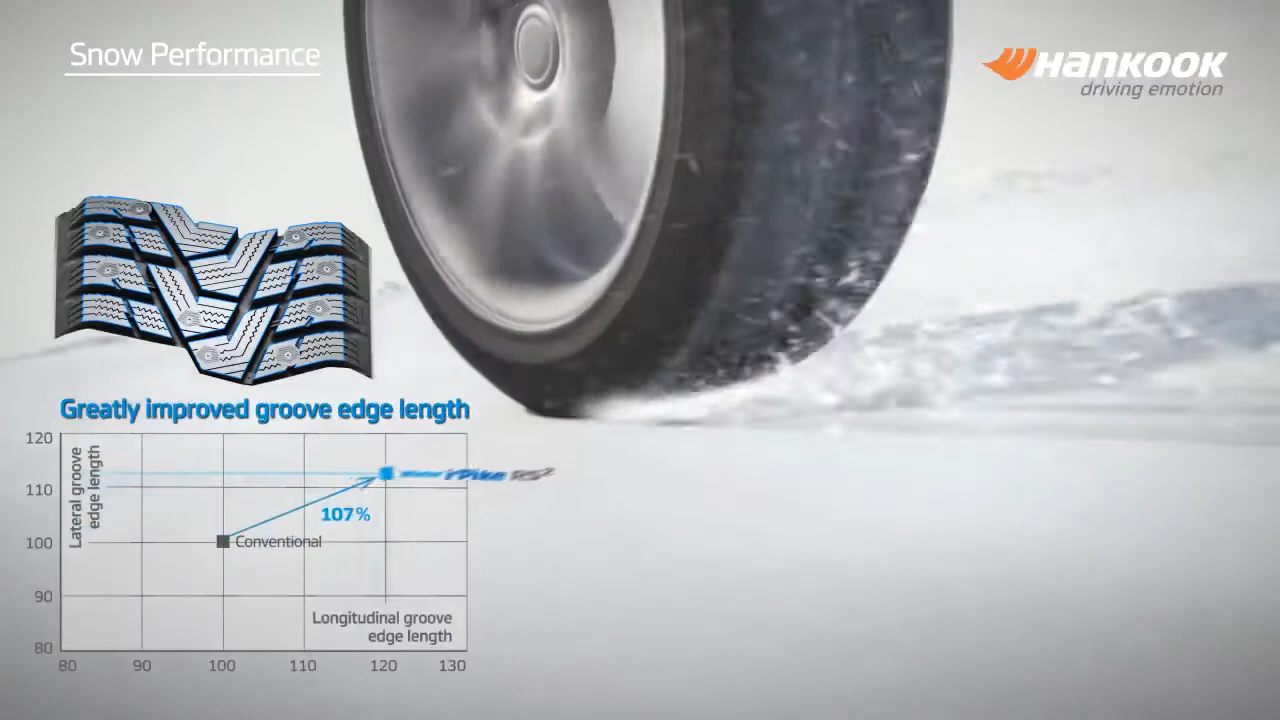 Snow Performance
HANKOOK
driving emotion
Greatly improved groove edge length
120
110
100
90
80
Lateral groove
edge length
RS2
107%
Conventional
Longitudinal groove
edge length
80 90 100 110 120 130